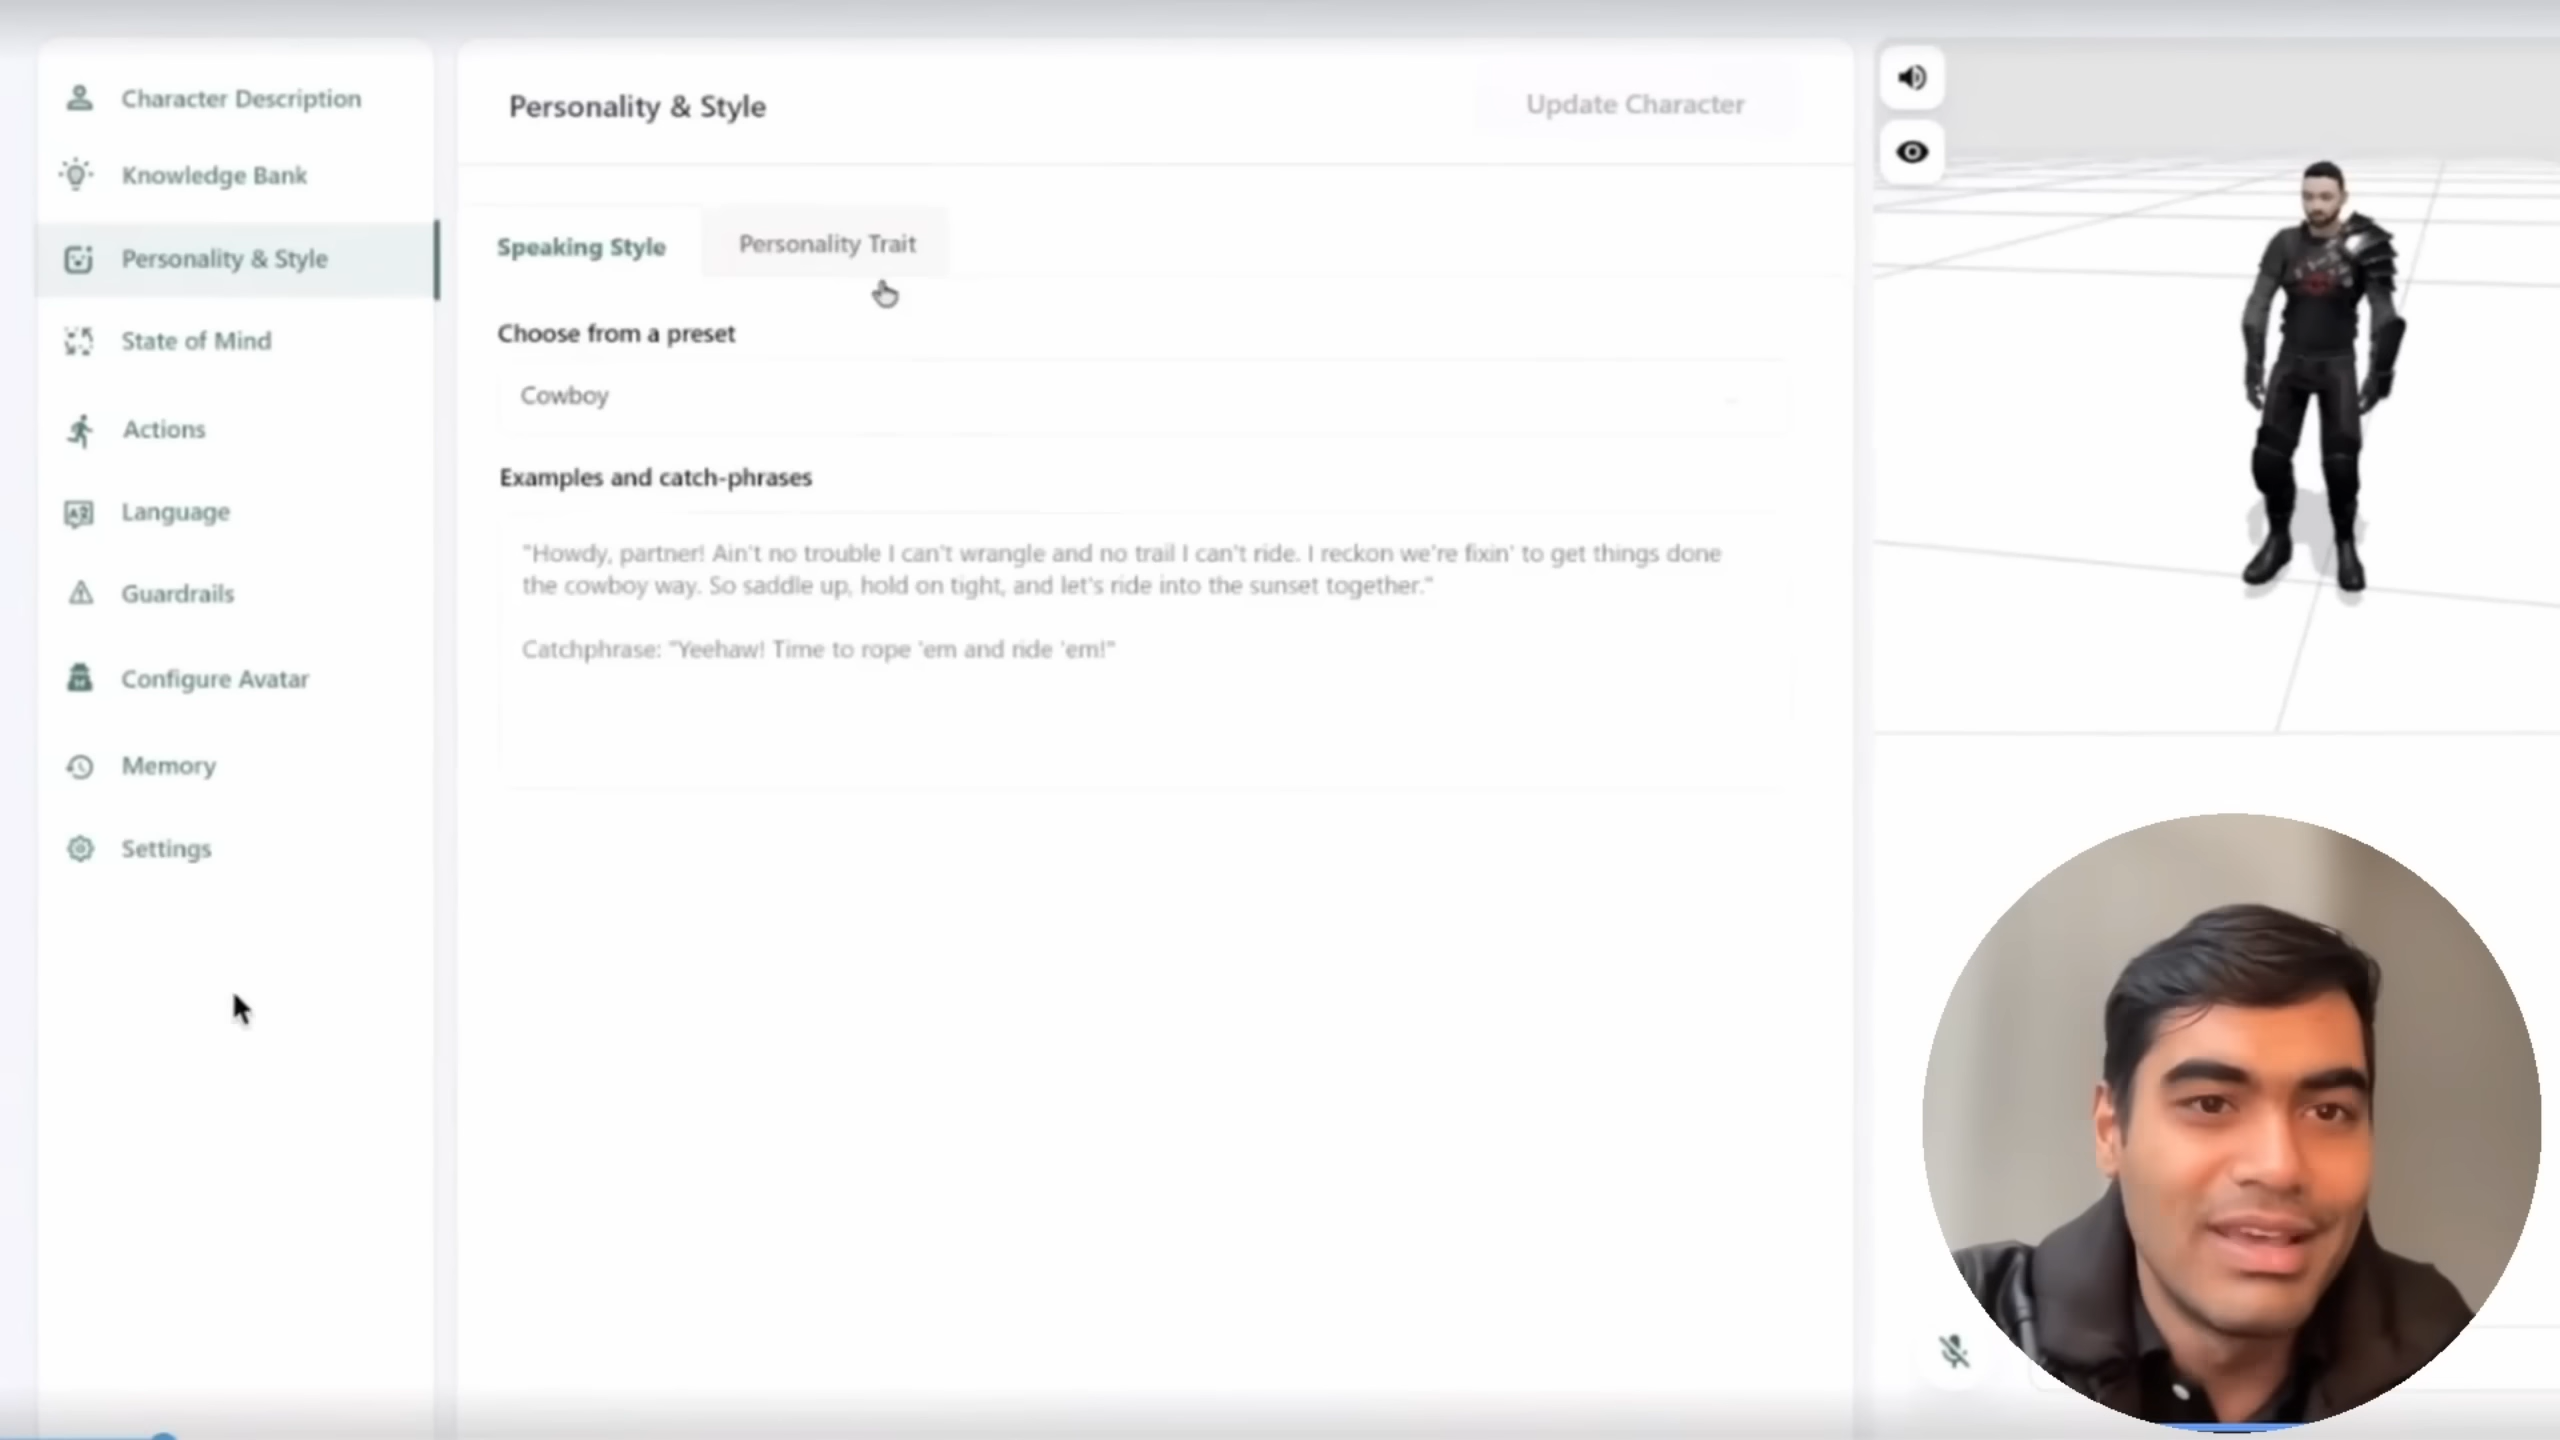 Character Description
Knowledge Bank
Personality & Style
State of Mind
Actions
Language
Guardrails
Configure Avatar
Memory
Settings
Personality & Style
Update Character
Speaking Style
Personality Trait
Choose from a preset
Cowboy
Examples and catch-phrases
"Howdy, partner! Ain't no trouble I can't wrangle and no trail I can't ride. I reckon we're fixin' to get things done
the cowboy way. So saddle up, hold on tight, and let's ride into the sunset together."
Catchphrase: "Yeehaw! Time to rope 'em and ride 'em!"